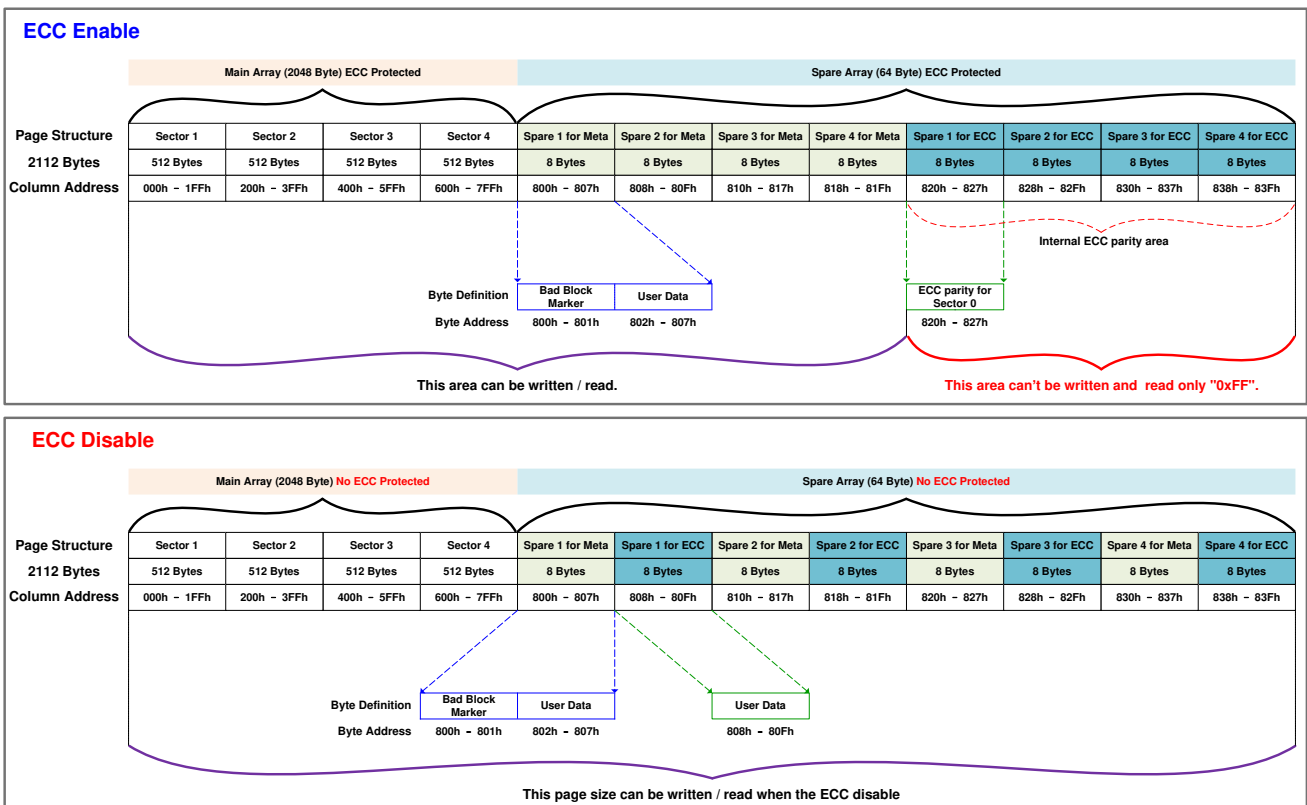 ECC Enable
Main Array (2048 Byte) ECC Protected
Spare Array (64 Byte) ECC Protected
Page Structure Sector 1 Sector 2 Sector 3 Sector 4 Spare 1 for Meta Spare 2 for Meta Spare 3 for Meta Spare 4 for Meta Spare 1 for ECC Spare 2 for ECC Spare 3 for ECC Spare 4 for ECC
2112 Bytes 512 Bytes 512 Bytes 512 Bytes 512 Bytes 8 Bytes 8 Bytes 8 Bytes 8 Bytes 8 Bytes 8 Bytes 8 Bytes 8 Bytes
Column Address 000h - 1FFh 200h - 3FFh 400h - 5FFh 600h - 7FFh 800h - 807h 808h - 80Fh 810h - 817h 818h - 81Fh 820h - 827h 828h - 82Fh 830h - 837h 838h - 83Fh
Internal ECC parity area
Byte Definition Bad Block Marker User Data ECC parity for Sector 0
Byte Address 800h - 801h 802h - 807h 820h - 827h
This area can be written / read.
This area can't be written and read only "0xFF".
ECC Disable
Main Array (2048 Byte) No ECC Protected
Spare Array (64 Byte) No ECC Protected
Page Structure Sector 1 Sector 2 Sector 3 Sector 4 Spare 1 for Meta Spare 1 for ECC Spare 2 for Meta Spare 2 for ECC Spare 3 for Meta Spare 3 for ECC Spare 4 for Meta Spare 4 for ECC
2112 Bytes 512 Bytes 512 Bytes 512 Bytes 512 Bytes 8 Bytes 8 Bytes 8 Bytes 8 Bytes 8 Bytes 8 Bytes 8 Bytes 8 Bytes
Column Address 000h - 1FFh 200h - 3FFh 400h - 5FFh 600h - 7FFh 800h - 807h 808h - 80Fh 810h - 817h 818h - 81Fh 820h - 827h 828h - 82Fh 830h - 837h 838h - 83Fh
Byte Definition Bad Block Marker User Data User Data
Byte Address 800h - 801h 802h - 807h 808h - 80Fh
This page size can be written / read when the ECC disable